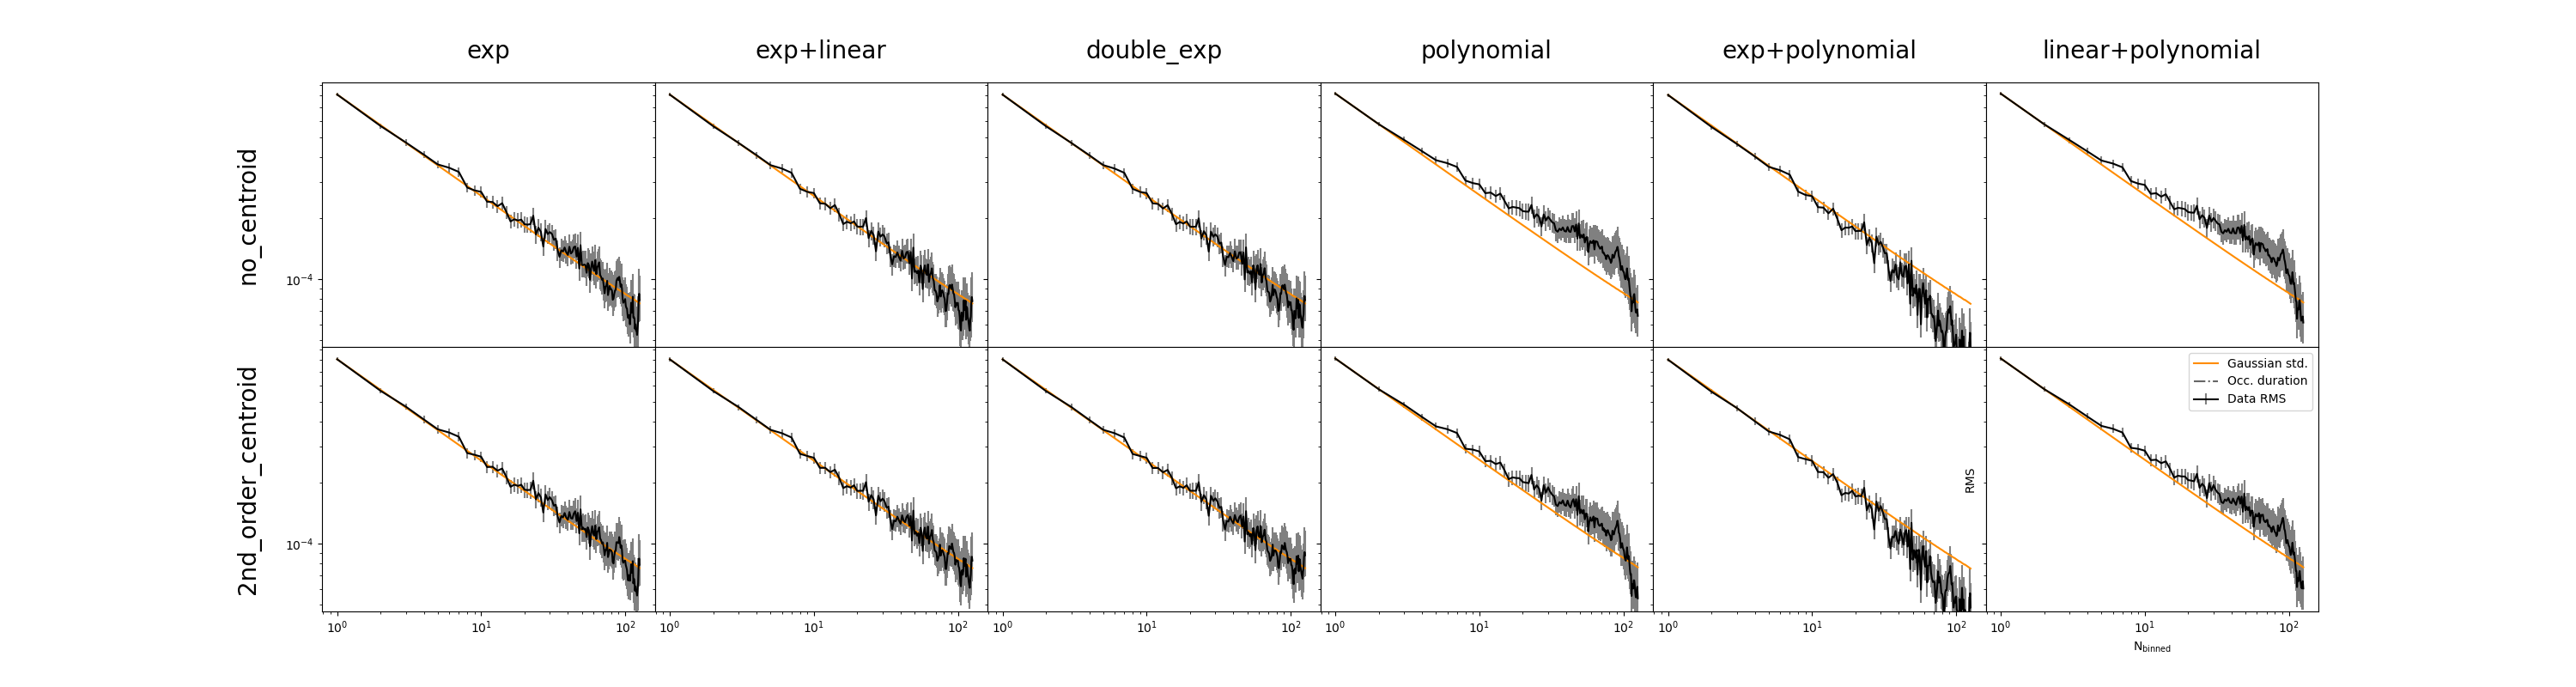 exp exp+linear double_exp polynomial exp+polynomial linear+polynomial
no_centroid
10⁻⁴
2nd_order_centroid
10⁻⁴
Gaussian std.
Occ. duration
Data RMS
RMS
10⁰ 10¹ 10² 10⁰ 10¹ 10² 10⁰ 10¹ 10² 10⁰ 10¹ 10² 10⁰ 10¹ 10² 10⁰ 10¹ 10²
N_binned